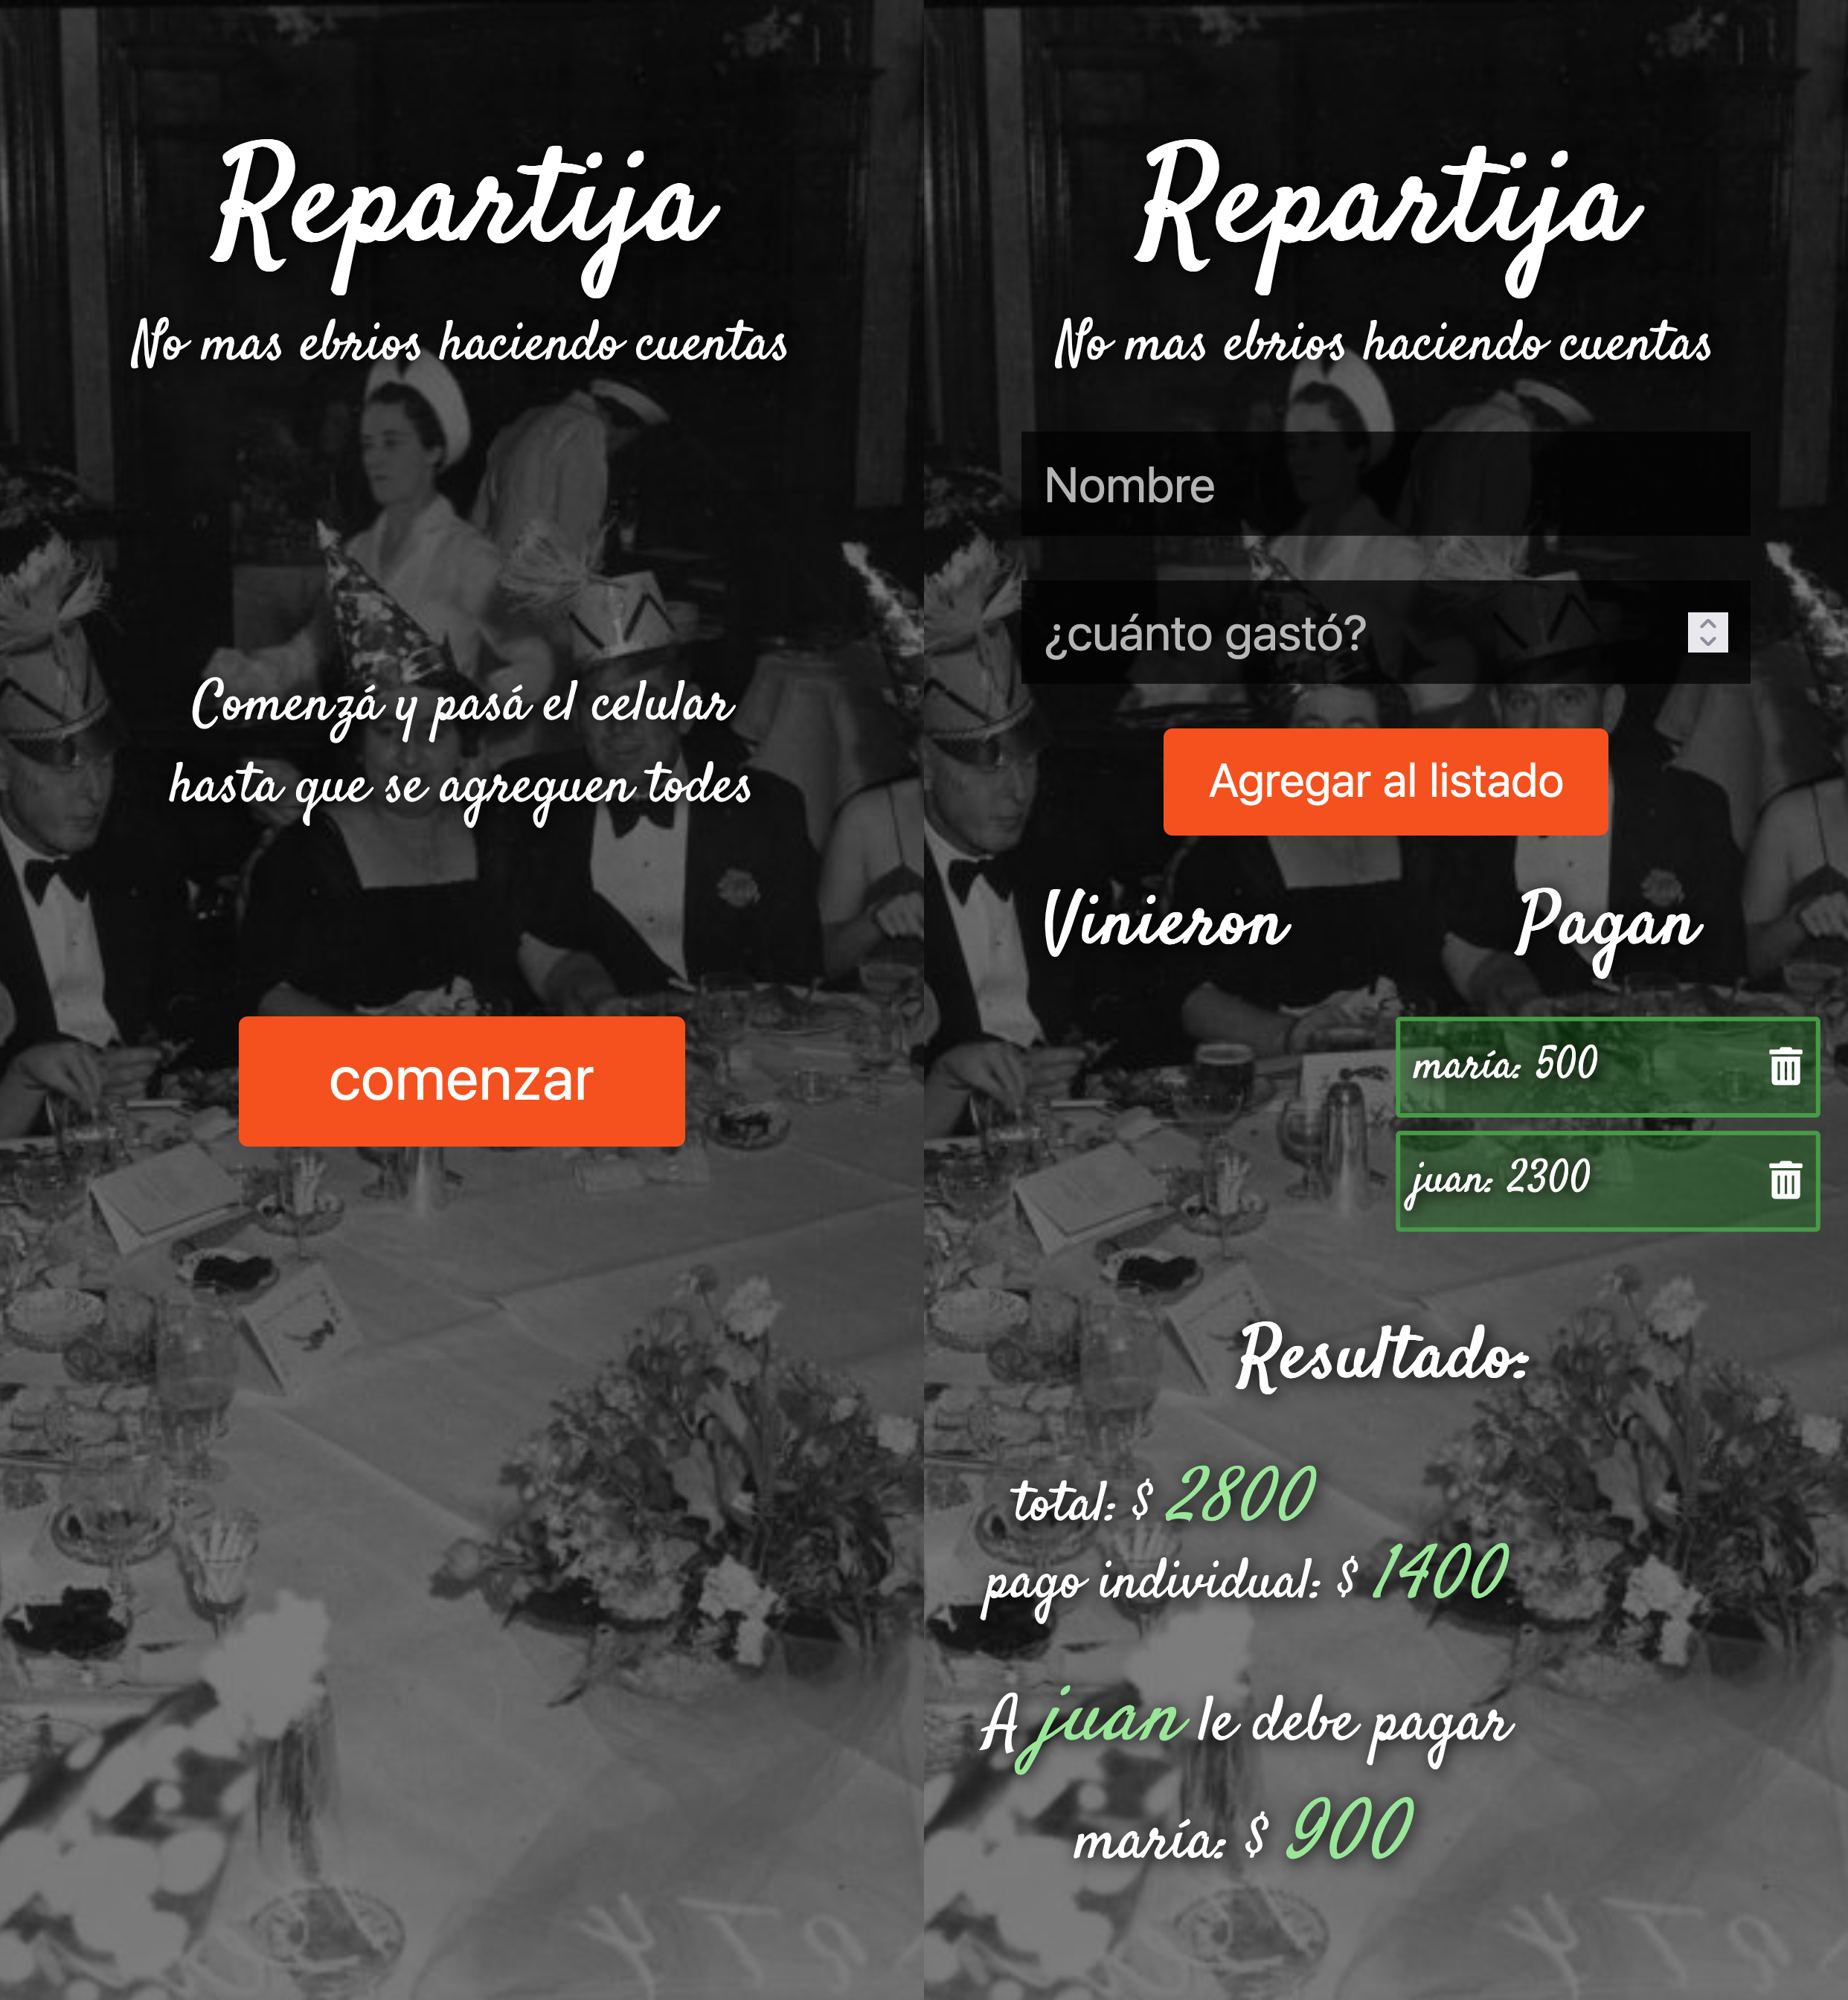 Repartija
No mas ebrios haciendo cuentas
Comenzá y pasá el celular
hasta que se agreguen todes
comenzar
Repartija
No mas ebrios haciendo cuentas
Nombre
¿cuánto gastó?
Agregar al listado
Vinieron
Pagan
maría: 500
juan: 2300
Resultado:
total: $ 2800
pago individual: $ 1400
A juan le debe pagar
maría: $ 900